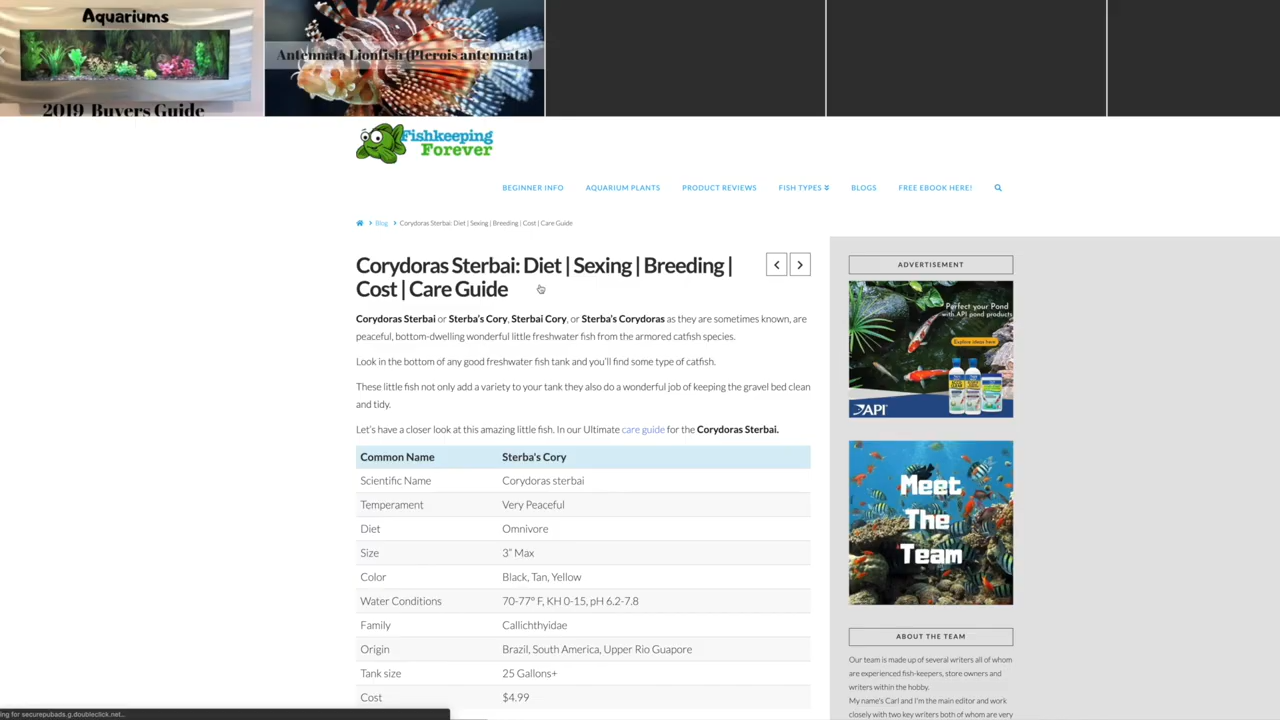 Aquariums
2019 Buyers Guide
Antennata Lionfish (Pterois antennata)
Fishkeeping
Forever
BEGINNER INFO AQUARIUM PLANTS PRODUCT REVIEWS FISH TYPES BLOGS FREE EBOOK HERE!
Blog Corydoras Sterbai: Diet | Sexing | Breeding | Cost | Care Guide
Corydoras Sterbai: Diet | Sexing | Breeding |
Cost | Care Guide
Corydoras Sterbai or Sterba's Cory, Sterbai Cory, or Sterba's Corydoras as they are sometimes known, are
peaceful, bottom-dwelling wonderful little freshwater fish from the armored catfish species.
Look in the bottom of any good freshwater fish tank and you'll find some type of catfish.
These little fish not only add a variety to your tank they also do a wonderful job of keeping the gravel bed clean
and tidy.
Let's have a closer look at this amazing little fish. In our Ultimate care guide for the Corydoras Sterbai.
Common Name Sterba's Cory
Scientific Name Corydoras sterbai
Temperament Very Peaceful
Diet Omnivore
Size 3” Max
Color Black, Tan, Yellow
Water Conditions 70-77° F, KH 0-15, pH 6.2-7.8
Family Callichthyidae
Origin Brazil, South America, Upper Rio Guapore
Tank size 25 Gallons+
Cost $4.99
ADVERTISEMENT
Perfect your Pond
with API pond products
Explore ideas here
API
Meet
The
Team
ABOUT THE TEAM
Our team is made up of several writers all of whom
are experienced fish-keepers, store owners and
writers within the hobby.
My name's Carl and I'm the main editor and work
closely with two key writers both of whom are very
ing for securepubads.g.doubleclick.net...